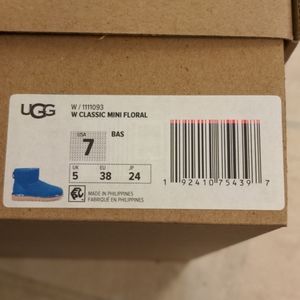 UGG
W / 1111093
W CLASSIC MINI FLORAL
USA
7
BAS
UK EU JP
5 38 24
MADE IN PHILIPPINES
FABRIQUÉ EN PHILIPPINES
1 92410 75439 7